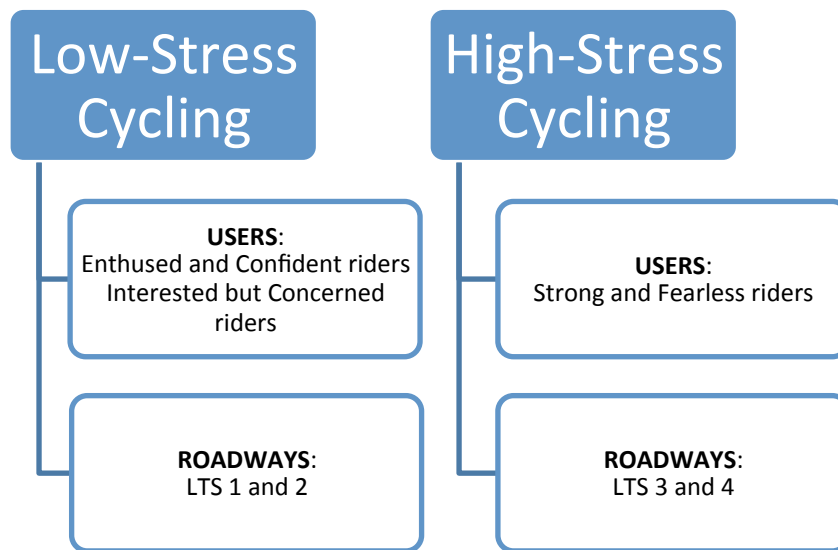 Low-Stress
Cycling
USERS:
Enthused and Confident riders
Interested but Concerned
riders
ROADWAYS:
LTS 1 and 2
High-Stress
Cycling
USERS:
Strong and Fearless riders
ROADWAYS:
LTS 3 and 4